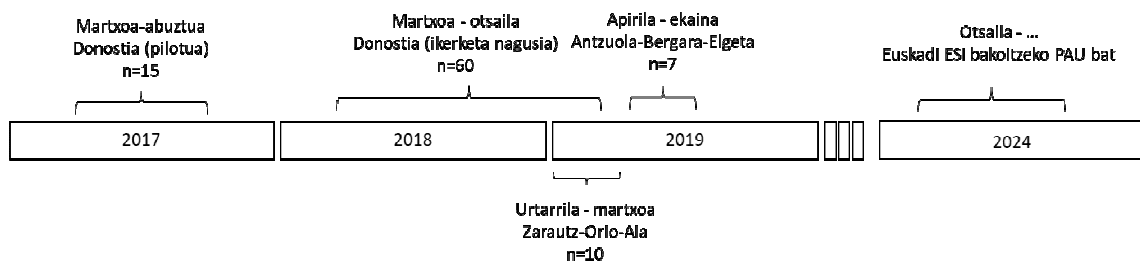 Martxoa-abuztua
Donostia (pilotua)
n=15
Martxoa - otsaila
Donostia (ikerketa nagusia)
n=60
Apirila - ekaina
Antzuola-Bergara-Elgeta
n=7
Otsaila - ...
Euskadi ESI bakoitzeko PAU bat
2017
2018
2019
2024
Urtarrila - martxoa
Zarautz-Orio-Aia
n=10